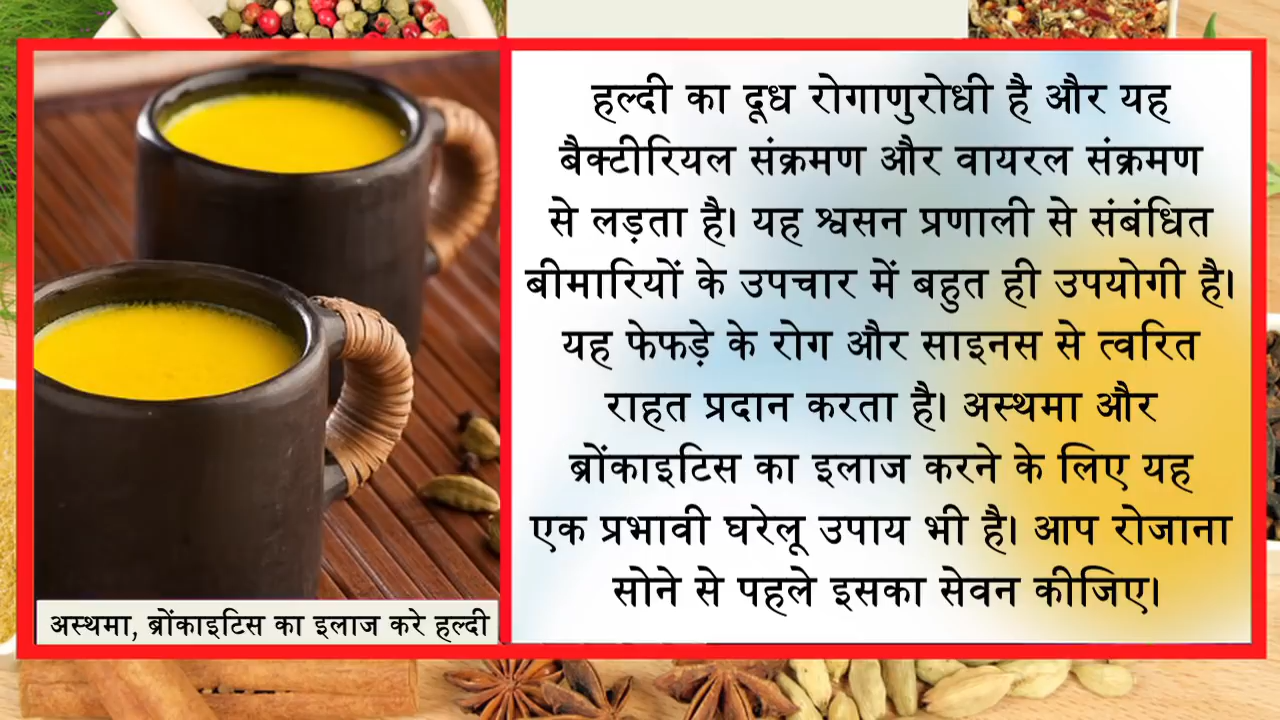 हल्दी का दूध रोगाणुरोधी है और यह
बैक्टीरियल संक्रमण और वायरल संक्रमण
से लड़ता है। यह श्वसन प्रणाली से संबंधित
बीमारियों के उपचार में बहुत ही उपयोगी है।
यह फेफड़े के रोग और साइनस से त्वरित
राहत प्रदान करता है। अस्थमा और
ब्रोंकाइटिस का इलाज करने के लिए यह
एक प्रभावी घरेलू उपाय भी है। आप रोजाना
सोने से पहले इसका सेवन कीजिए।
अस्थमा, ब्रोंकाइटिस का इलाज करे हल्दी